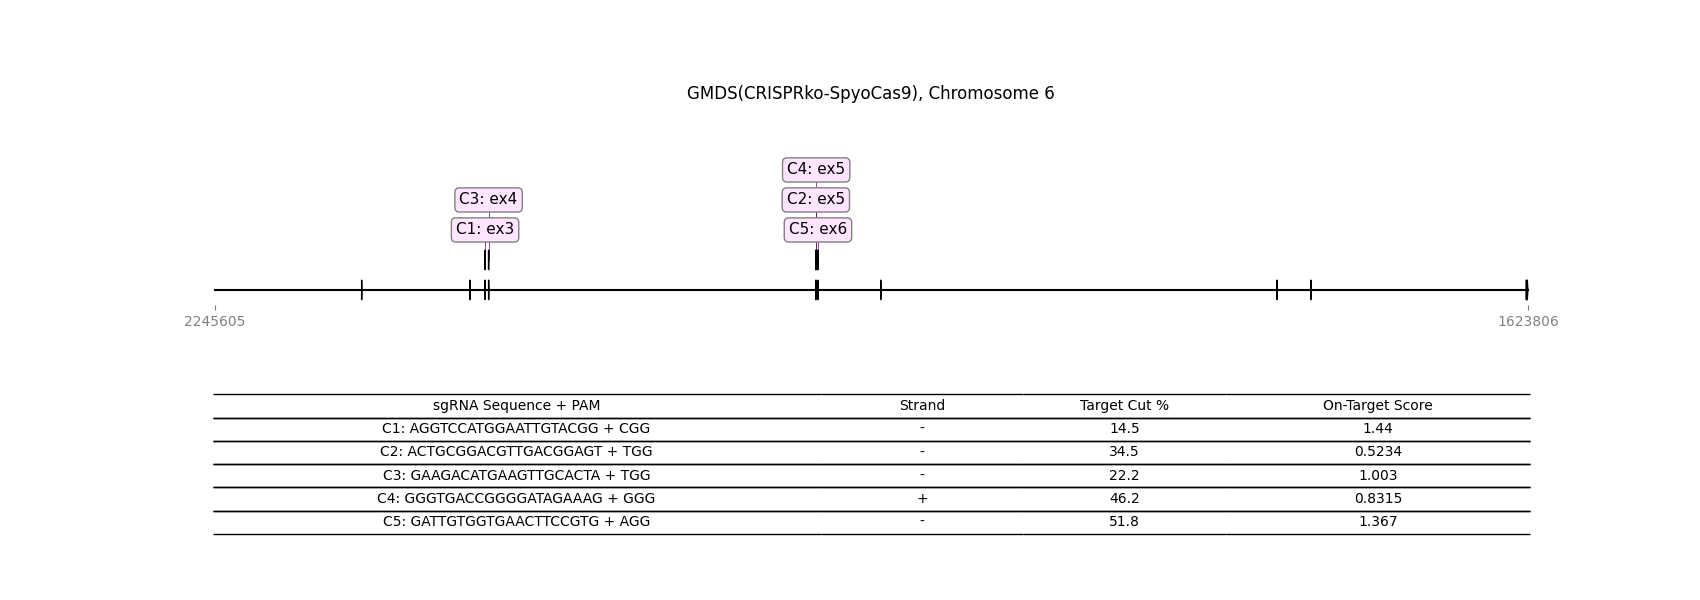 GMDS(CRISPRko-SpyoCas9), Chromosome 6
C4: ex5
C3: ex4
C2: ex5
C1: ex3
C5: ex6
2245605
1623806
sgRNA Sequence + PAM Strand Target Cut % On-Target Score
C1: AGGTCCATGGAATTGTACGG + CGG - 14.5 1.44
C2: ACTGCGGACGTTGACGGAGT + TGG - 34.5 0.5234
C3: GAAGACATGAAGTTGCACTA + TGG - 22.2 1.003
C4: GGGTGACCGGGGATAGAAAG + GGG + 46.2 0.8315
C5: GATTGTGGTGAACTTCCGTG + AGG - 51.8 1.367